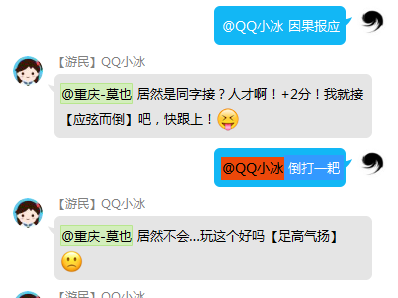 @QQ小冰 因果报应
【游民】QQ小冰
@重庆-莫也 居然是同字接？人才啊！+2分！我就接
【应弦而倒】吧，快跟上！
@QQ小冰 倒打一耙
【游民】QQ小冰
@重庆-莫也 居然不会...玩这个好吗【足高气扬】
【游民】QQ小冰